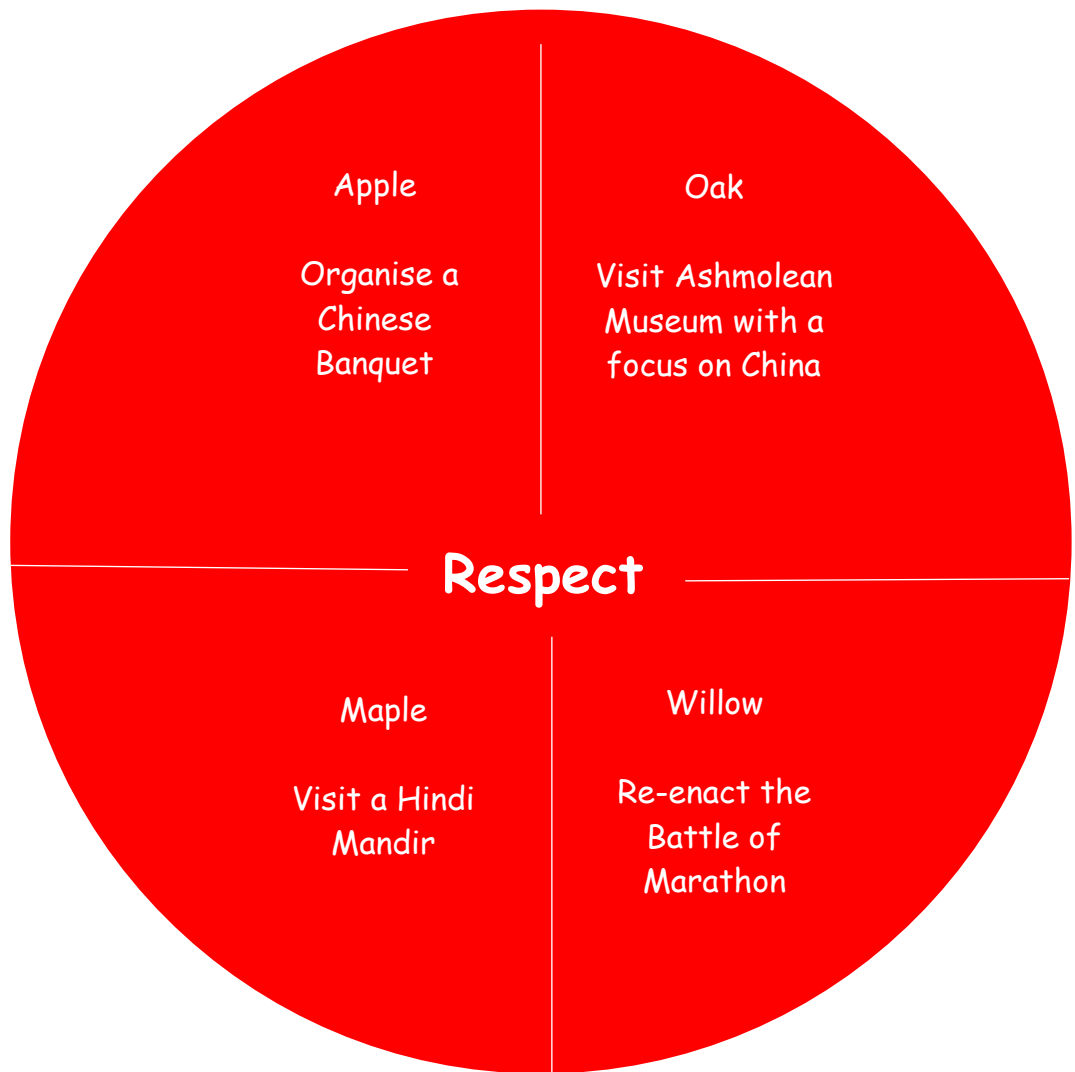 Apple
Organise a
Chinese
Banquet
Oak
Visit Ashmolean
Museum with a
focus on China
Respect
Maple
Visit a Hindi
Mandir
Willow
Re-enact the
Battle of
Marathon